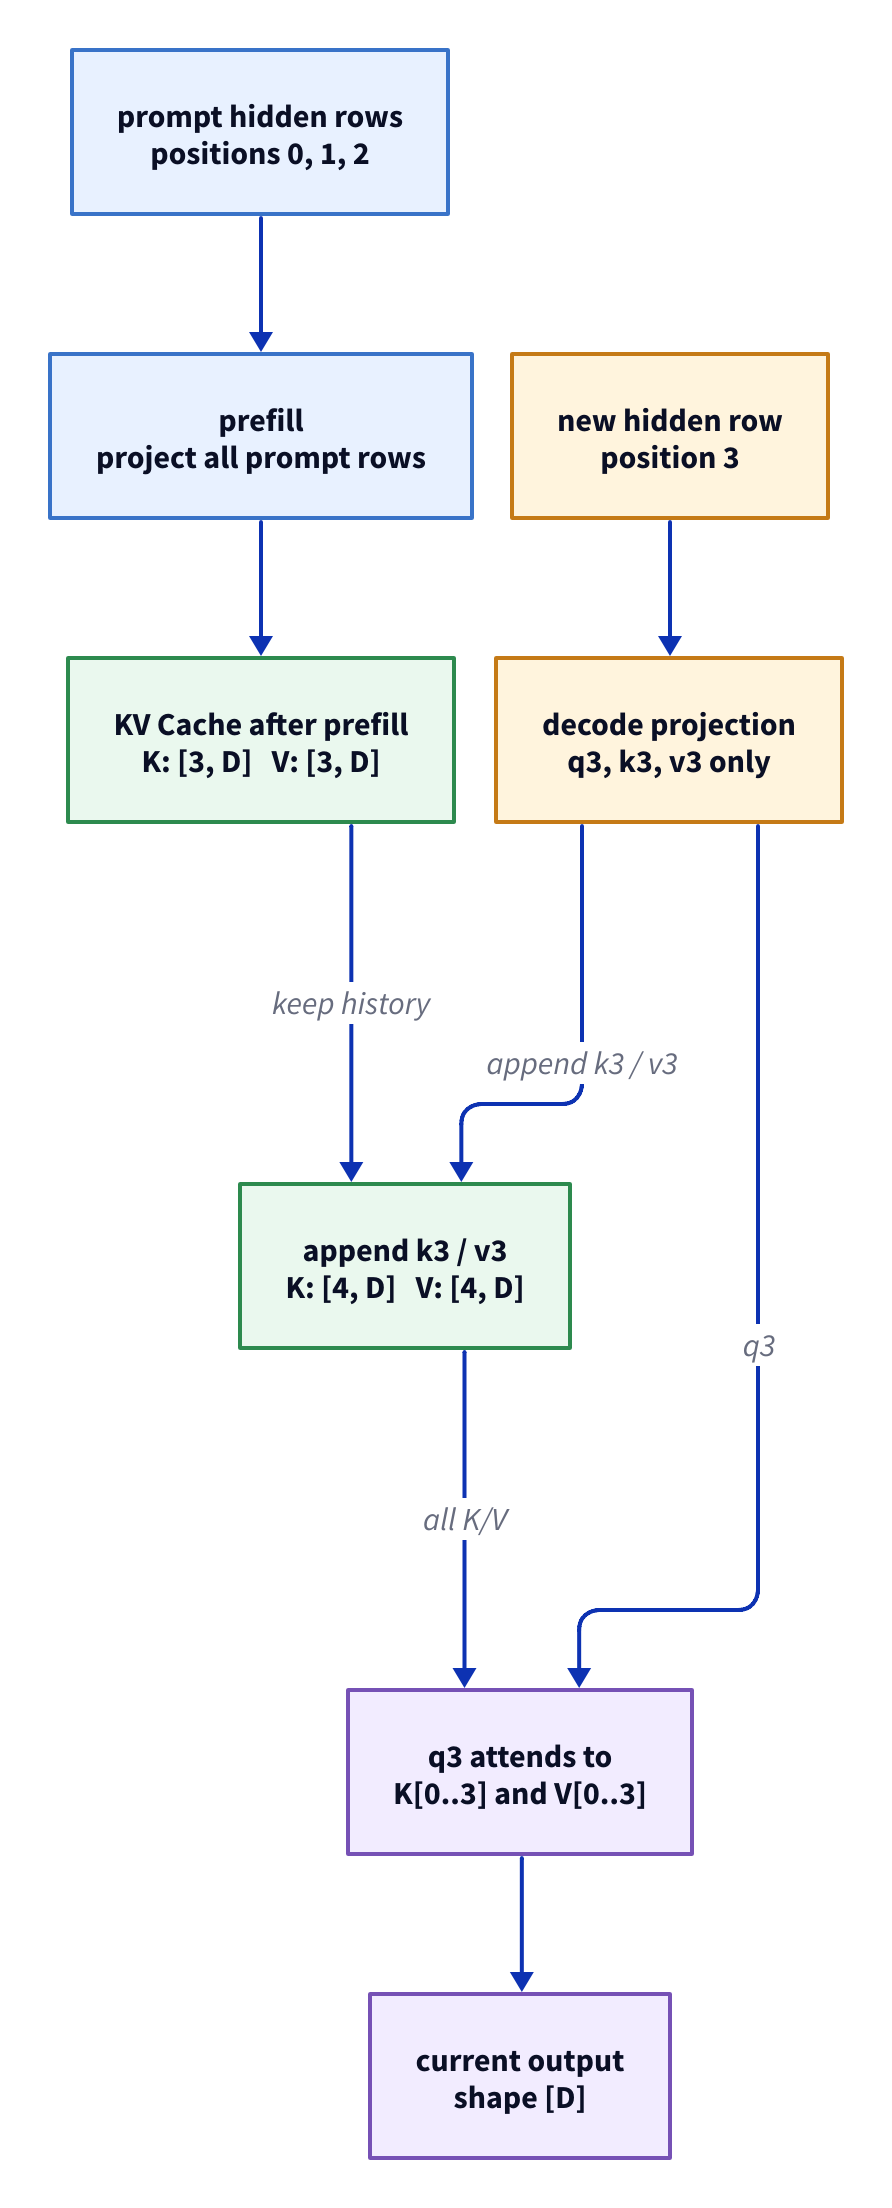 prompt hidden rows
positions 0, 1, 2
prefill
project all prompt rows
new hidden row
position 3
KV Cache after prefill
K: [3, D]   V: [3, D]
decode projection
q3, k3, v3 only
keep history
append k3 / v3
append k3 / v3
K: [4, D]   V: [4, D]
q3
all K/V
q3 attends to
K[0..3] and V[0..3]
current output
shape [D]